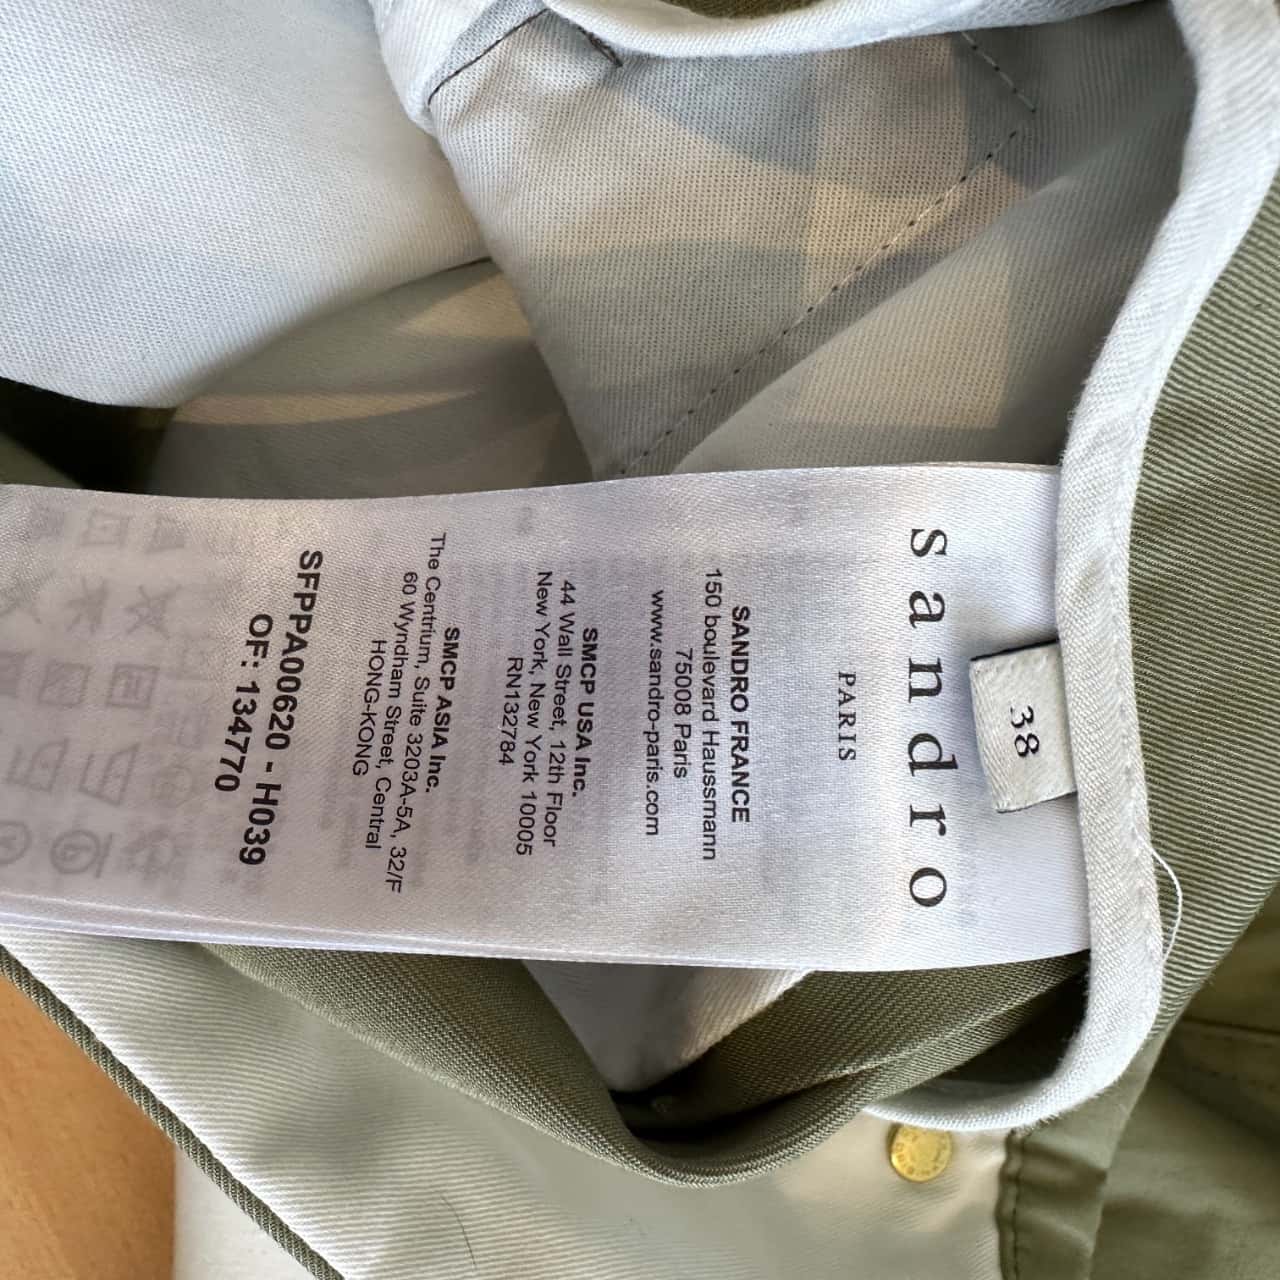 38
sandro
PARIS
SANDRO FRANCE
150 boulevard Haussmann
75008 Paris
www.sandro-paris.com
SMCP USA Inc.
44 Wall Street, 12th Floor
New York, New York 10005
RN132784
SMCP ASIA Inc.
The Centrium, Suite 3203A-5A, 32/F
60 Wyndham Street, Central
HONG-KONG
SFPPA00620 - H039
OF: 1347770